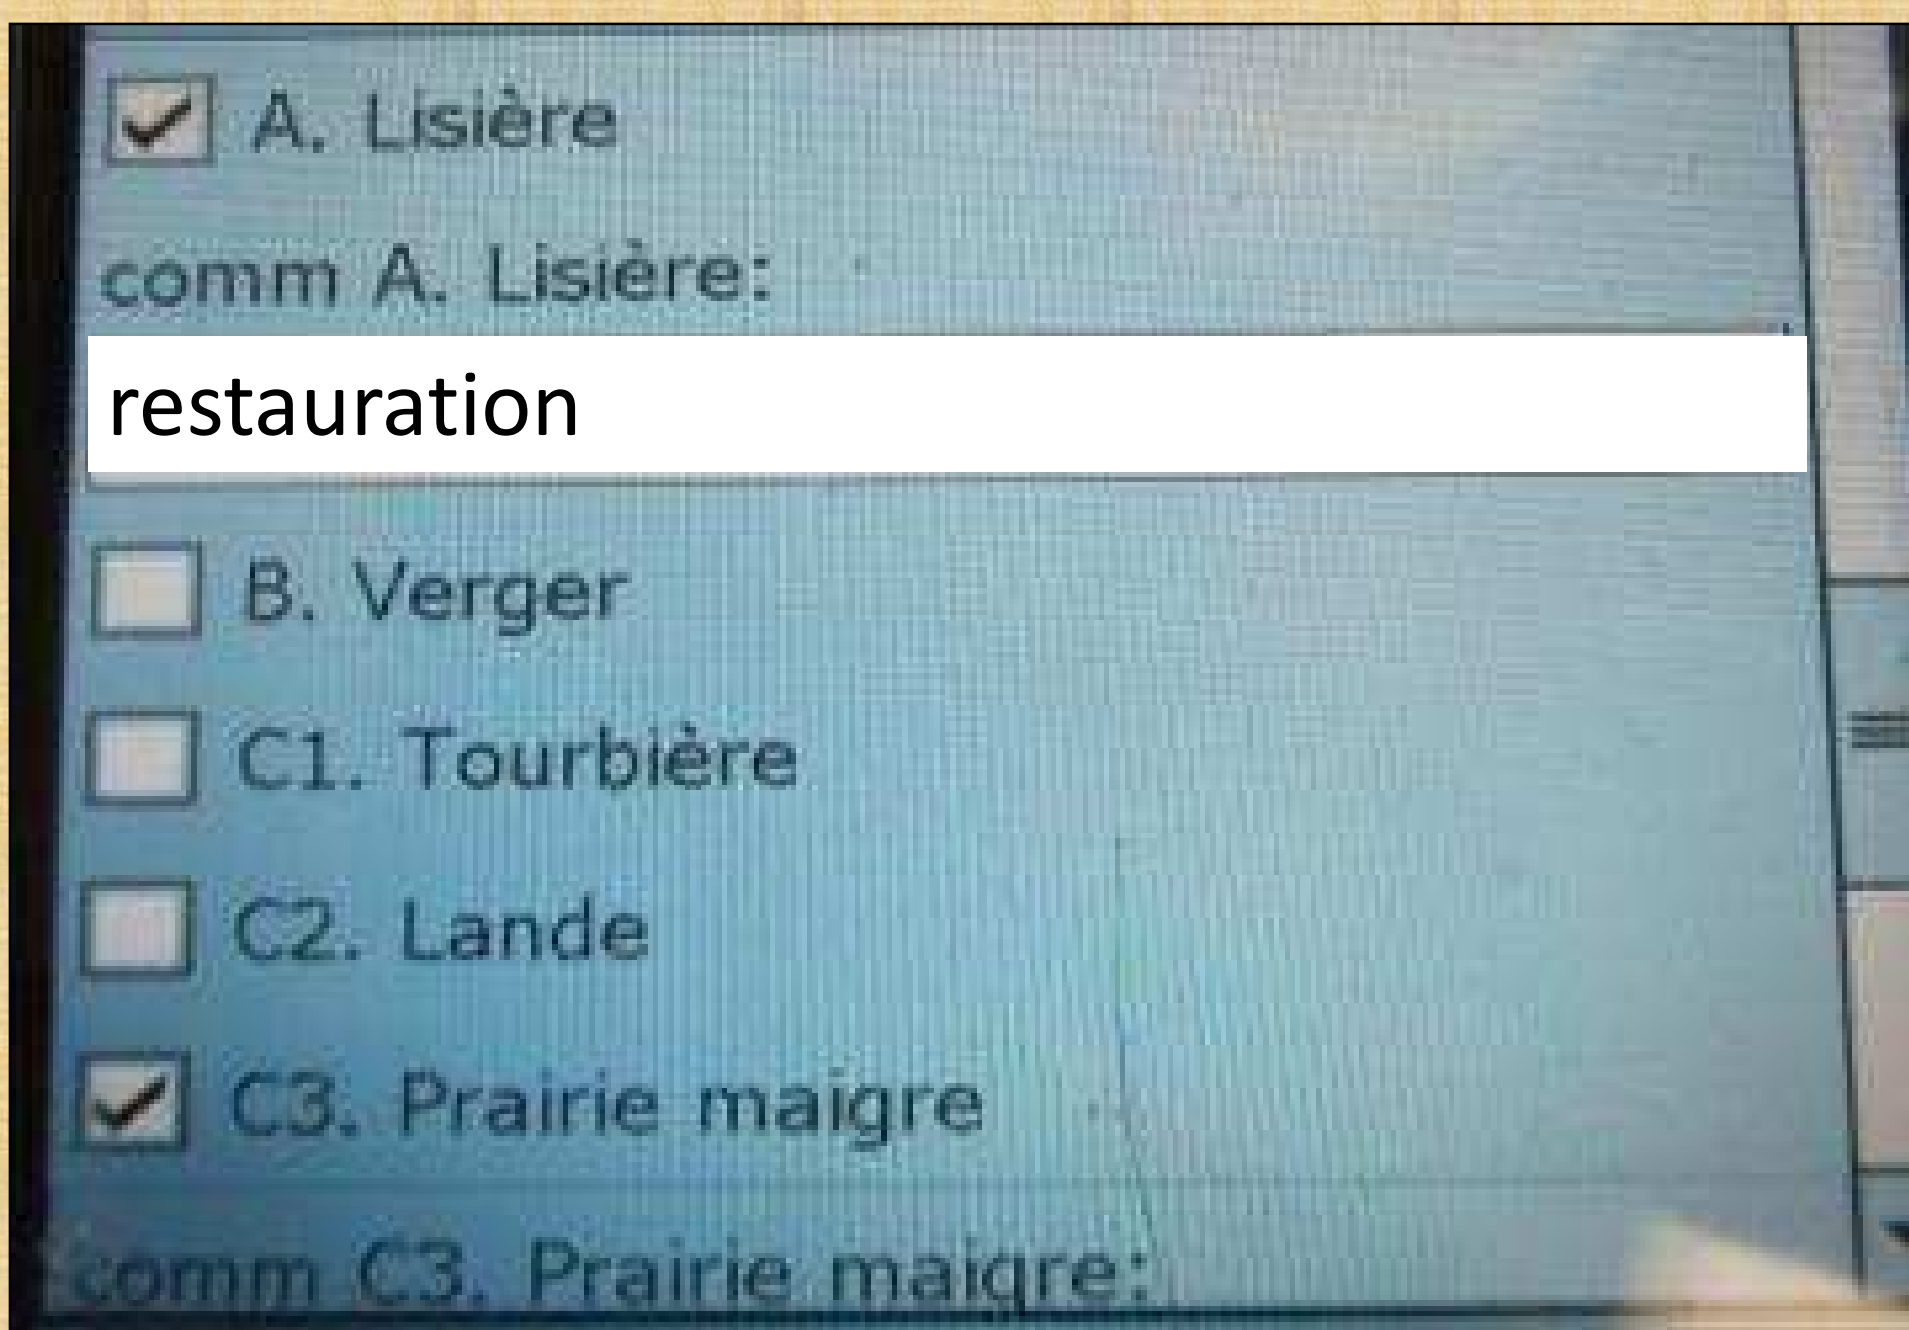 A. Lisière
comm A. Lisière:
restauration
B. Verger
C1. Tourbière
C2. Lande
C3. Prairie maigre
comm C3. Prairie maigre: